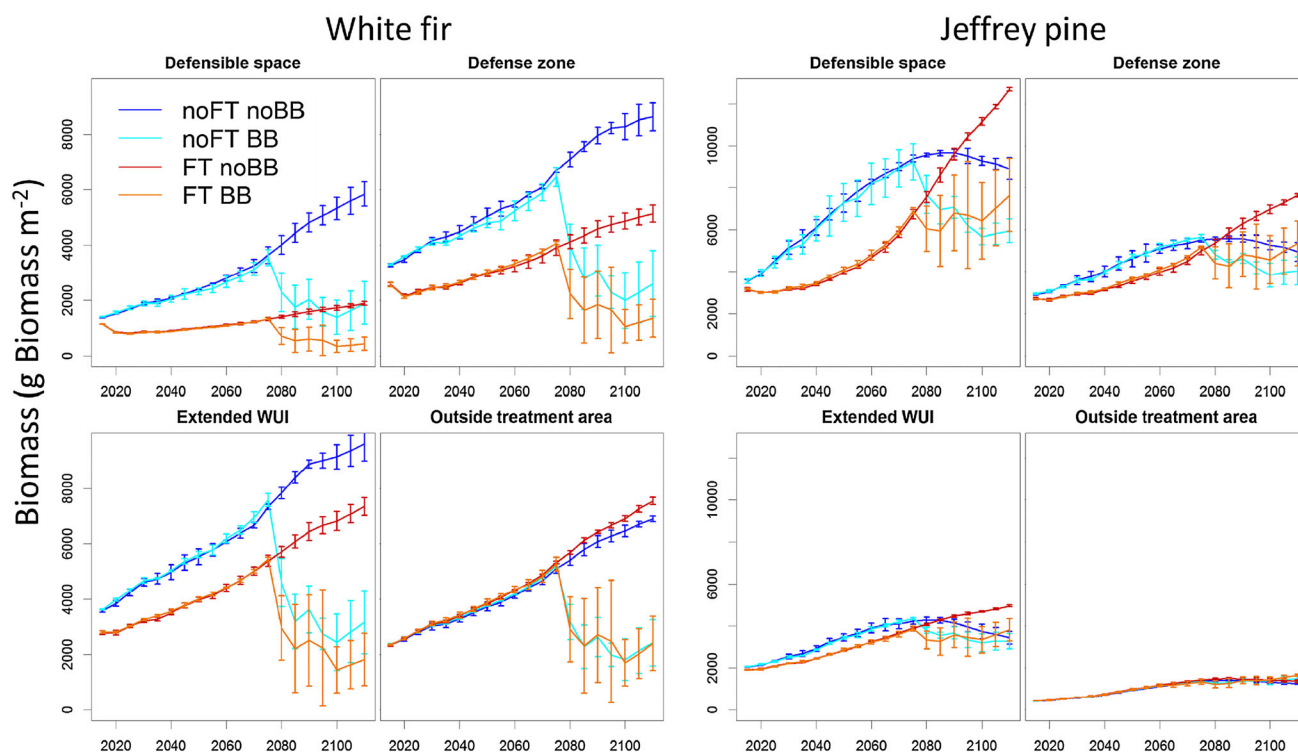 White fir
Jeffrey pine
Defensible space
Defense zone
Defensible space
Defense zone
noFT noBB
noFT BB
FT noBB
FT BB
0 2000 4000 6000 8000
0 2000 4000 6000 10000
2020 2040 2060 2080 2100
2020 2040 2060 2080 2100
2020 2040 2060 2080 2100
2020 2040 2060 2080 2100
Biomass (g Biomass m-2)
Extended WUI
Outside treatment area
Extended WUI
Outside treatment area
0 2000 4000 6000 8000
0 2000 4000 6000 10000
2020 2040 2060 2080 2100
2020 2040 2060 2080 2100
2020 2040 2060 2080 2100
2020 2040 2060 2080 2100